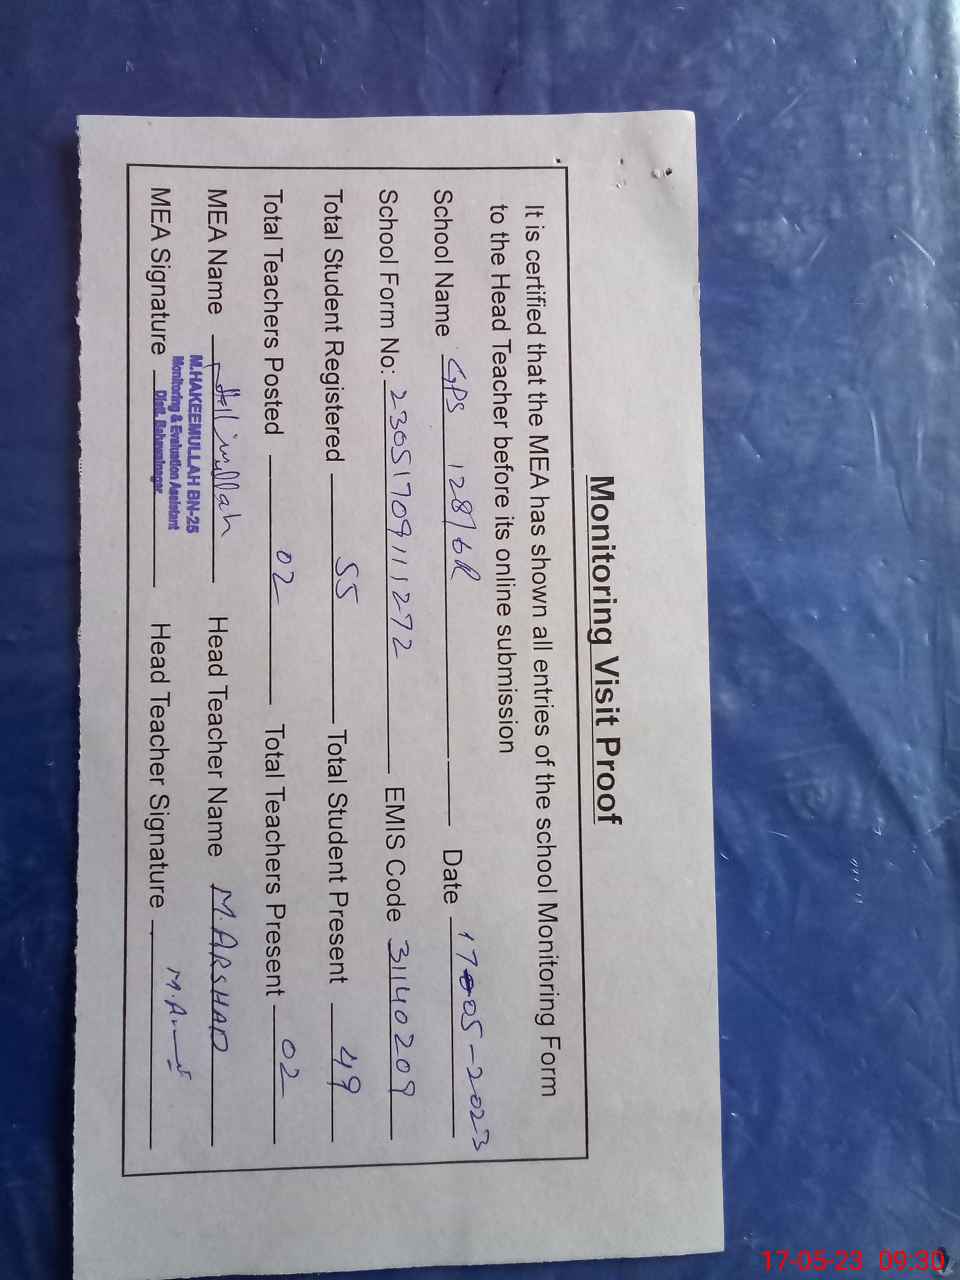 Monitoring Visit Proof
It is certified that the MEA has shown all entries of the school Monitoring Form
to the Head Teacher before its online submission
School Name GPS 128/6R Date 17-05-2023
School Form No: 23051709111272 EMIS Code 31140209
Total Student Registered 55 Total Student Present 49
Total Teachers Posted 02 Total Teachers Present 02
MEA Name Head Teacher Name M.ARSHAD
M.HAKEEMULLAH BN-25
Monitoring & Evaluation Assistant
Distt. Bahawalnagar
MEA Signature Head Teacher Signature
17-05-23 09:30